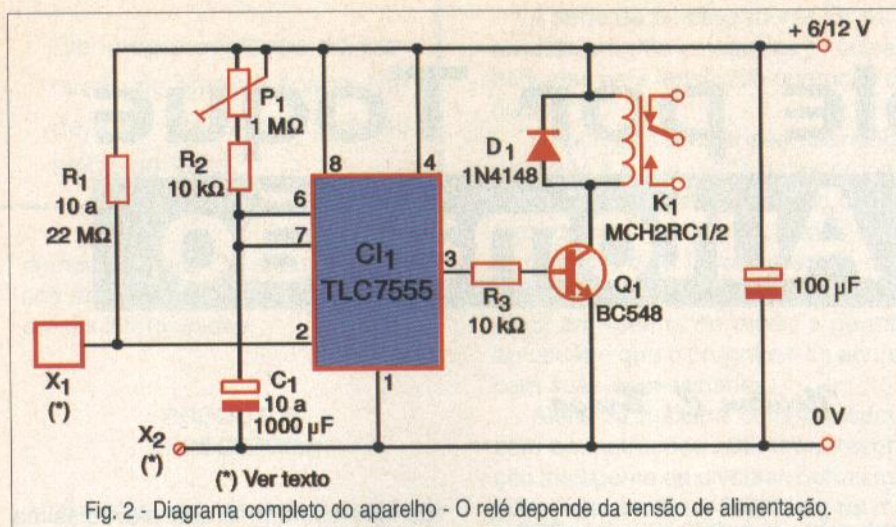 + 6/12 V
P1
1 MΩ
R1
10 a
22 MΩ
R2
10 kΩ
8
4
6
7
CI1
TLC7555
3
2
1
R3
10 kΩ
D1
1N4148
K1
MCH2RC1/2
Q1
BC548
100 µF
X1
(*)
C1
10 a
1000 µF
X2
(*)
0 V
(*) Ver texto
Fig. 2 - Diagrama completo do aparelho - O relé depende da tensão de alimentação.